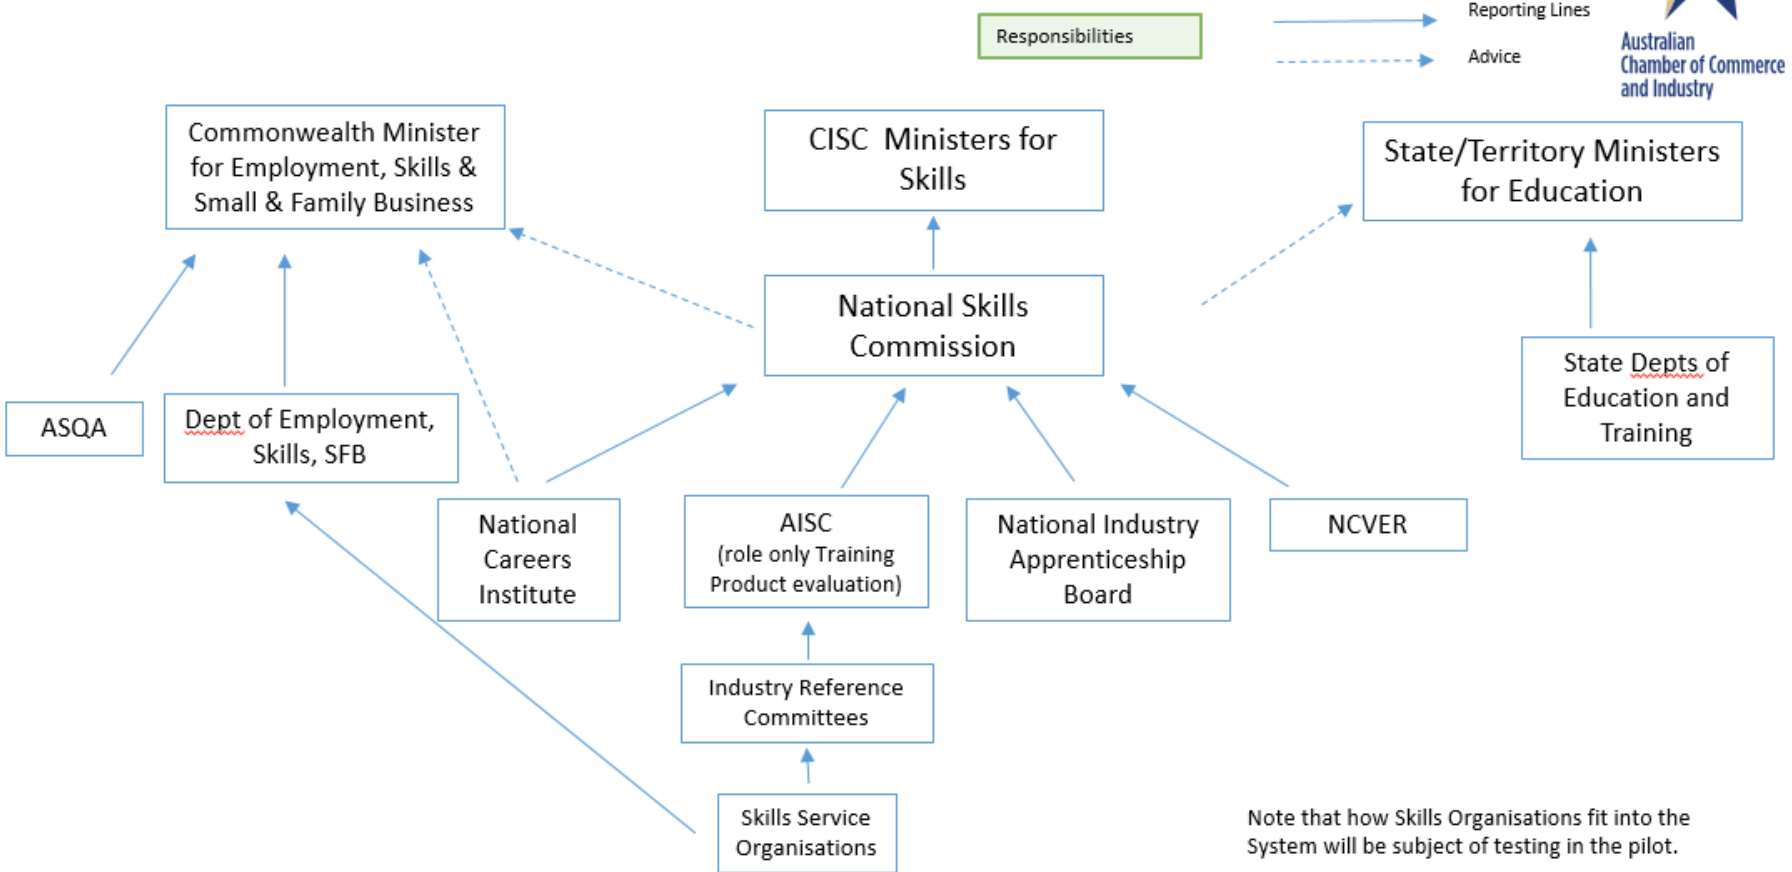 Reporting Lines
Responsibilities
Advice
Australian
Chamber of Commerce
and Industry
Commonwealth Minister
for Employment, Skills &
Small & Family Business
CISC Ministers for
Skills
State/Territory Ministers
for Education
National Skills
Commission
State Depts of
Education and
Training
ASQA
Dept of Employment,
Skills, SFB
National
Careers
Institute
AISC
(role only Training
Product evaluation)
National Industry
Apprenticeship
Board
NCVER
Industry Reference
Committees
Skills Service
Organisations
Note that how Skills Organisations fit into the
System will be subject of testing in the pilot.